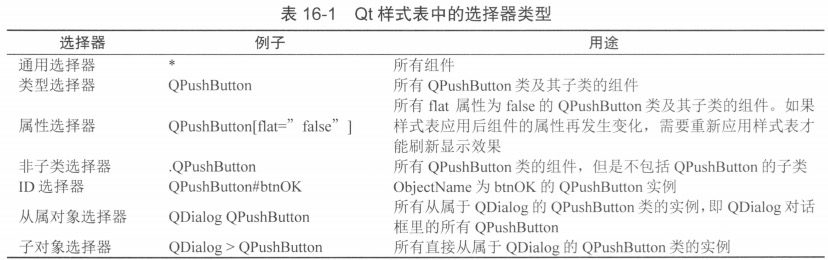 表 16-1 Qt 样式表中的选择器类型
选择器 例子 用途
通用选择器 * 所有组件
类型选择器 QPushButton 所有 QPushButton 类及其子类的组件
所有 flat 属性为 false 的 QPushButton 类及其子类的组件。如果
属性选择器 QPushButton[flat=”false”] 样式表应用后组件的属性再发生变化，需要重新应用样式表才
能刷新显示效果
非子类选择器 .QPushButton 所有 QPushButton 类的组件，但是不包括 QPushButton 的子类
ID 选择器 QPushButton#btnOK ObjectName 为 btnOK 的 QPushButton 实例
从属对象选择器 QDialog QPushButton 所有从属于 QDialog 的 QPushButton 类的实例，即 QDialog 对话
框里的所有 QPushButton
子对象选择器 QDialog > QPushButton 所有直接从属于 QDialog 的 QPushButton 类的实例